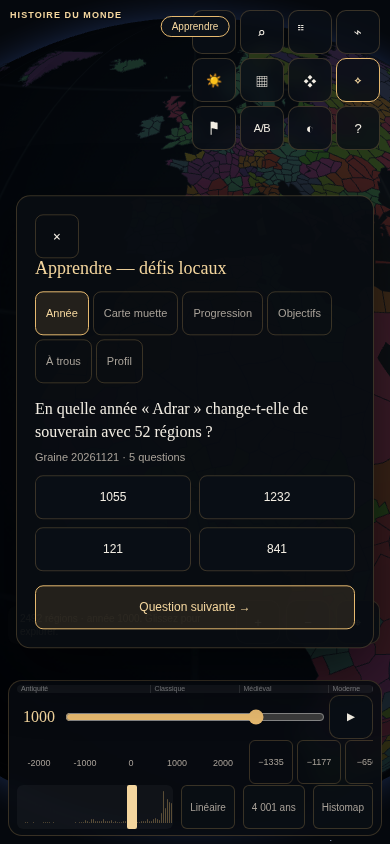 HISTOIRE DU MONDE
Apprendre
A/B
?
×
Apprendre — défis locaux
Année
Carte muette
Progression
Objectifs
À trous
Profil
En quelle année « Adrar » change-t-elle de
souverain avec 52 régions ?
Graine 20261121 · 5 questions
1055
1232
121
841
Question suivante →
Antiquité
Classique
Médiéval
Moderne
1000
-2000
-1000
0
1000
2000
−1335
−1177
Linéaire
4 001 ans
Histomap